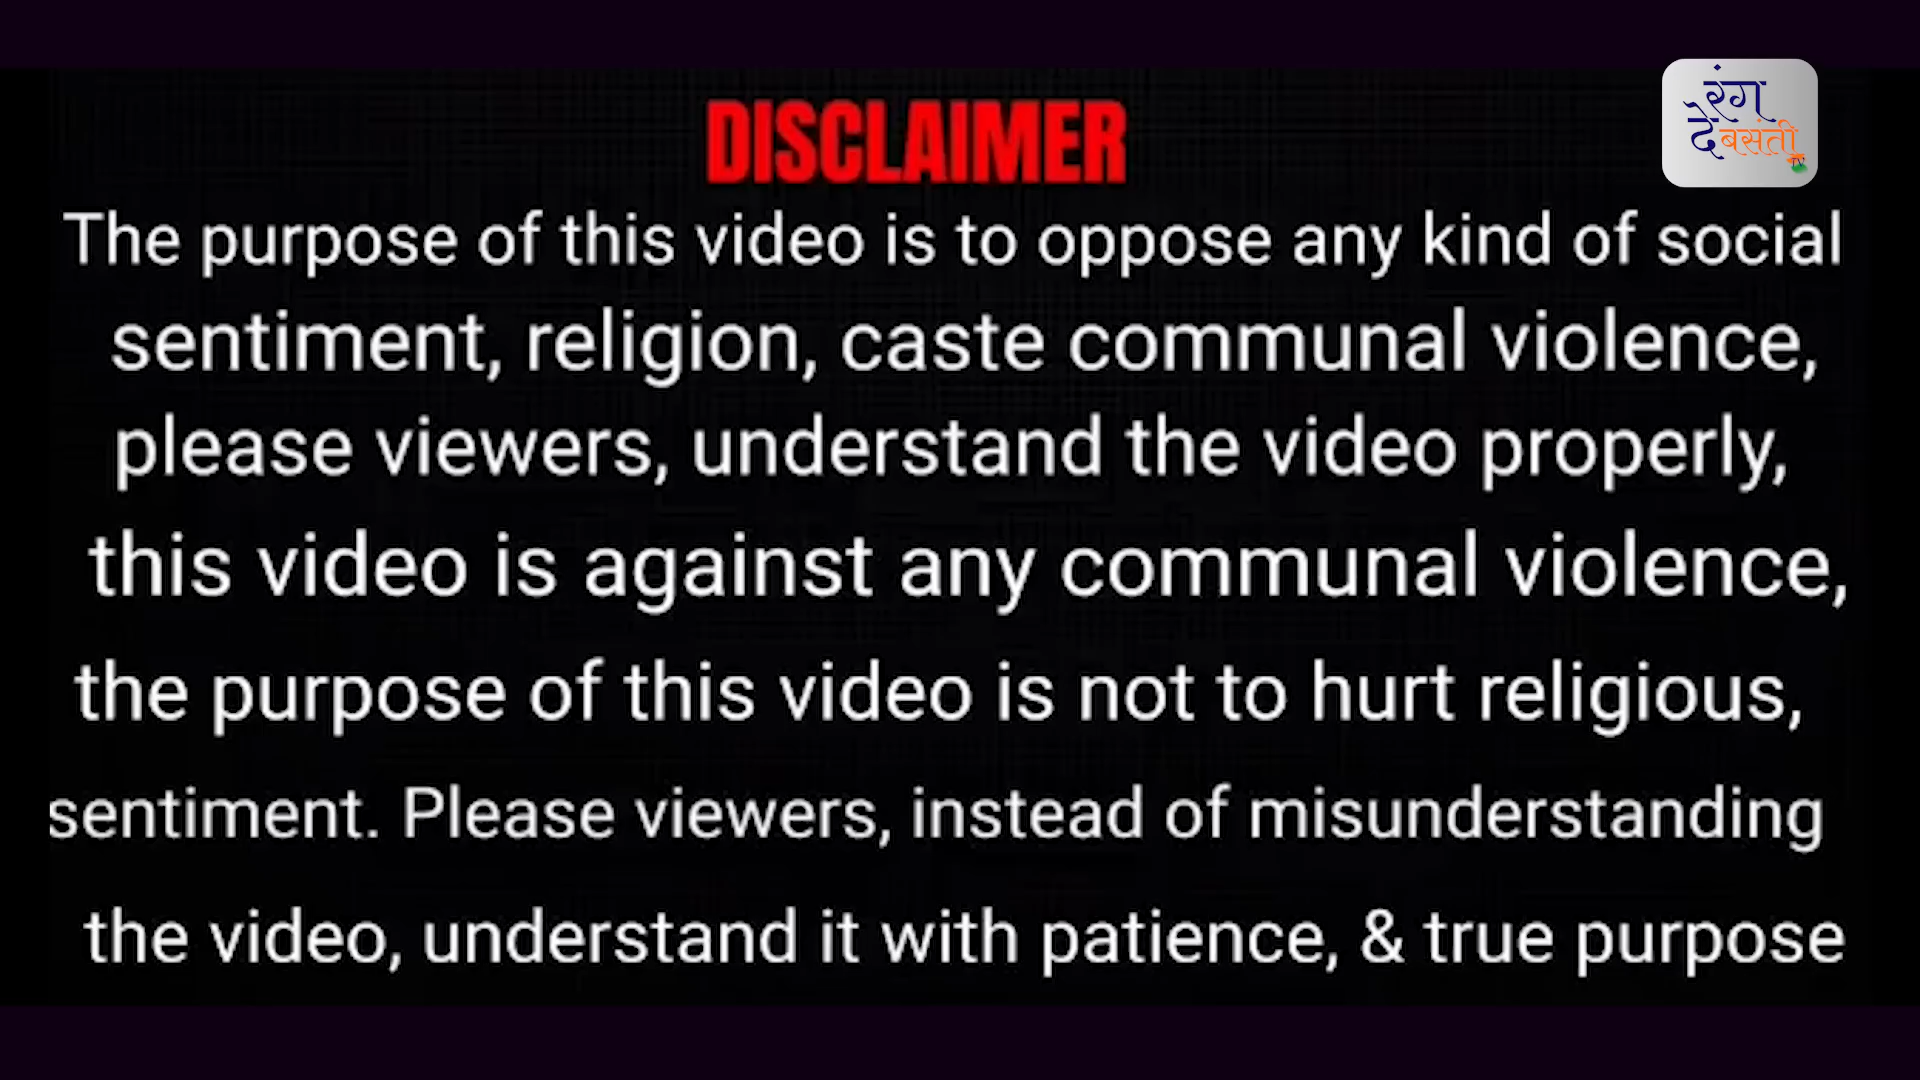 DISCLAIMER
रंग
दे बसंती
TV
The purpose of this video is to oppose any kind of social
sentiment, religion, caste communal violence,
please viewers, understand the video properly,
this video is against any communal violence,
the purpose of this video is not to hurt religious,
sentiment. Please viewers, instead of misunderstanding
the video, understand it with patience, & true purpose